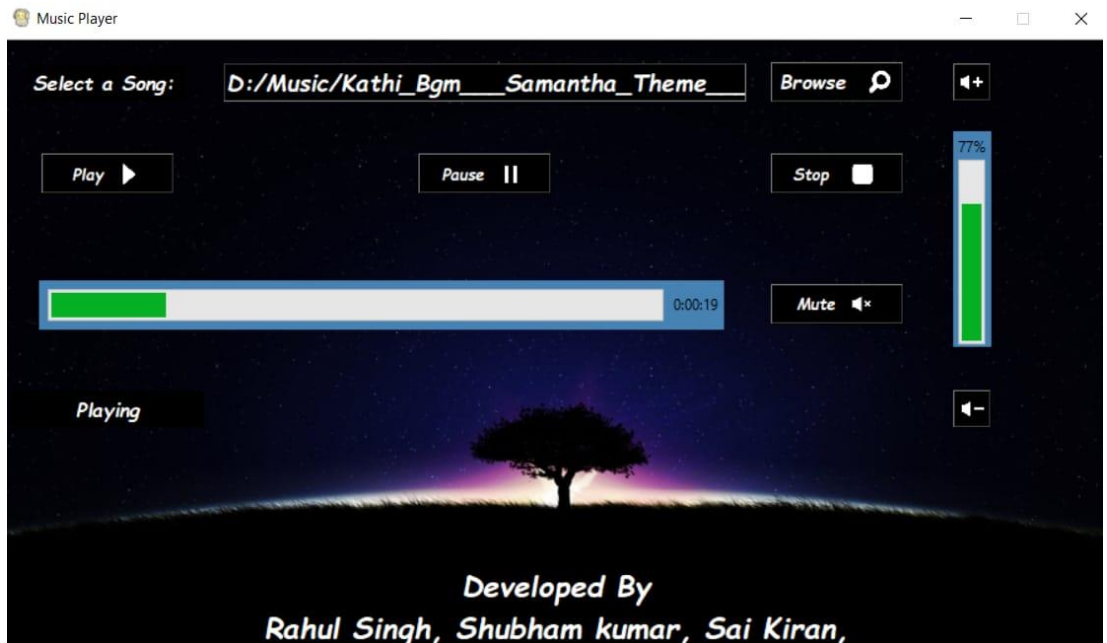 Music Player
Select a Song: D:/Music/Kathi_Bgm___Samantha_Theme___ Browse
77%
Play Pause Stop
0:00:19 Mute
Playing
Developed By
Rahul Singh, Shubham kumar, Sai Kiran,